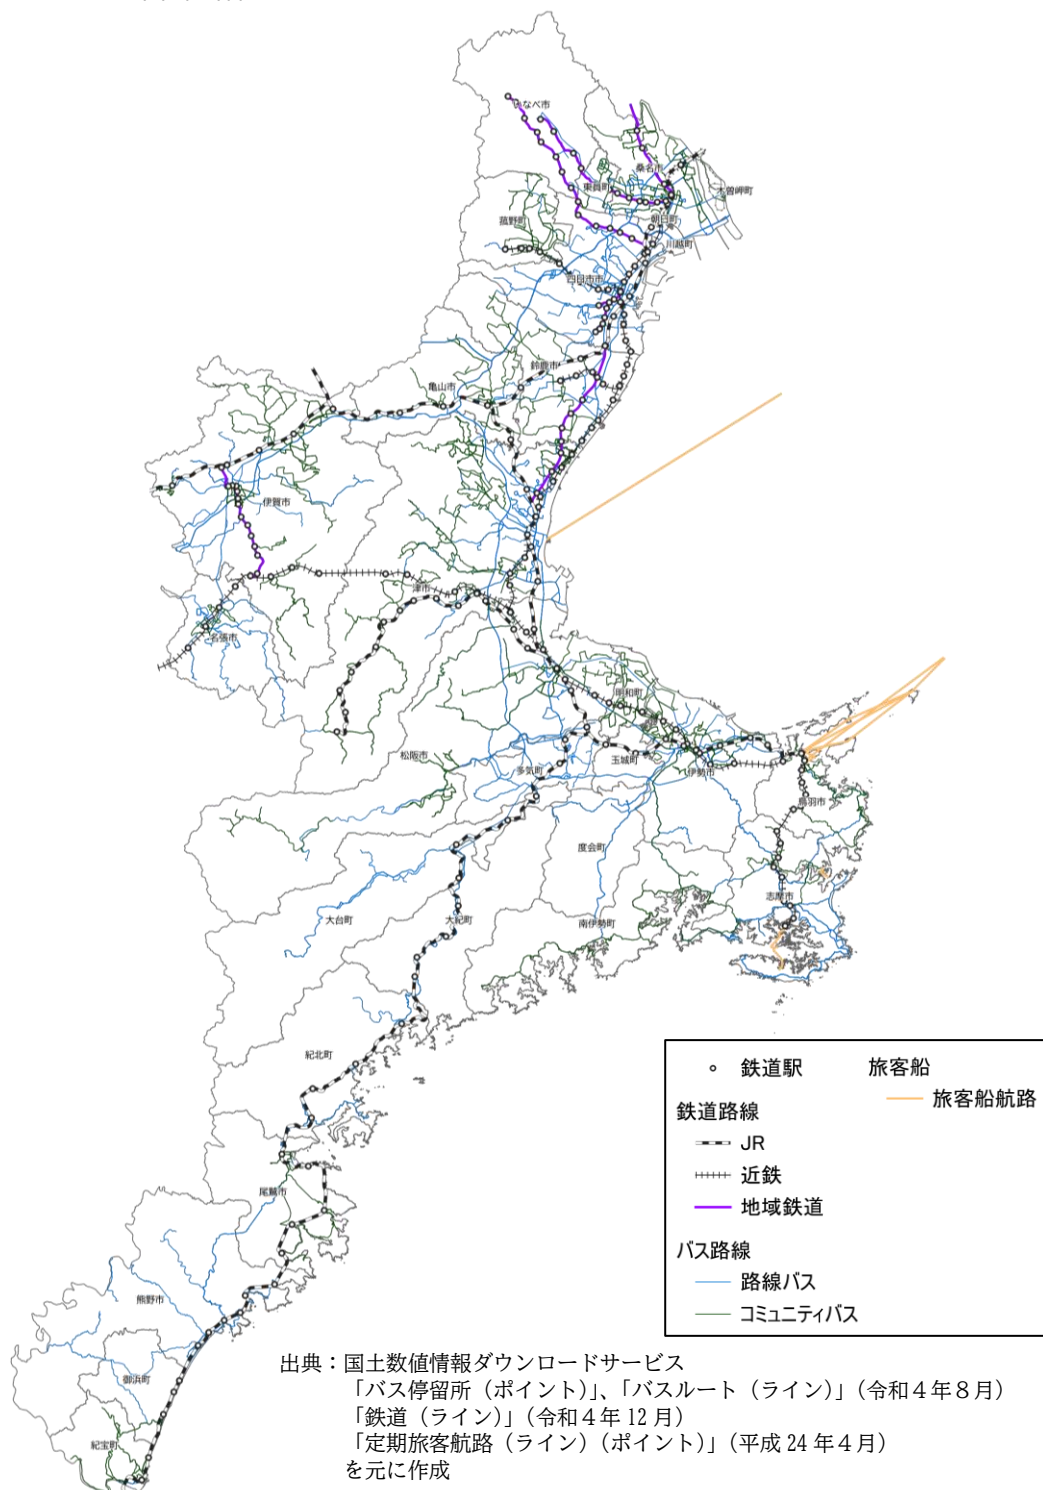 いなべ市
桑名市
木曽岬町
東員町
朝日町
菰野町
川越町
四日市市
鈴鹿市
亀山市
伊賀市
津市
名張市
明和町
松阪市
玉城町
多気町
伊勢市
鳥羽市
度会町
志摩市
大台町
大紀町
南伊勢町
紀北町
尾鷲市
熊野市
御浜町
紀宝町
鉄道駅
旅客船
旅客船航路
鉄道路線
JR
近鉄
地域鉄道
バス路線
路線バス
コミュニティバス
出典：国土数値情報ダウンロードサービス
「バス停留所（ポイント）」、「バスルート（ライン）」（令和４年８月）
「鉄道（ライン）」（令和４年 12 月）
「定期旅客航路（ライン）（ポイント）」（平成 24 年４月）
を元に作成